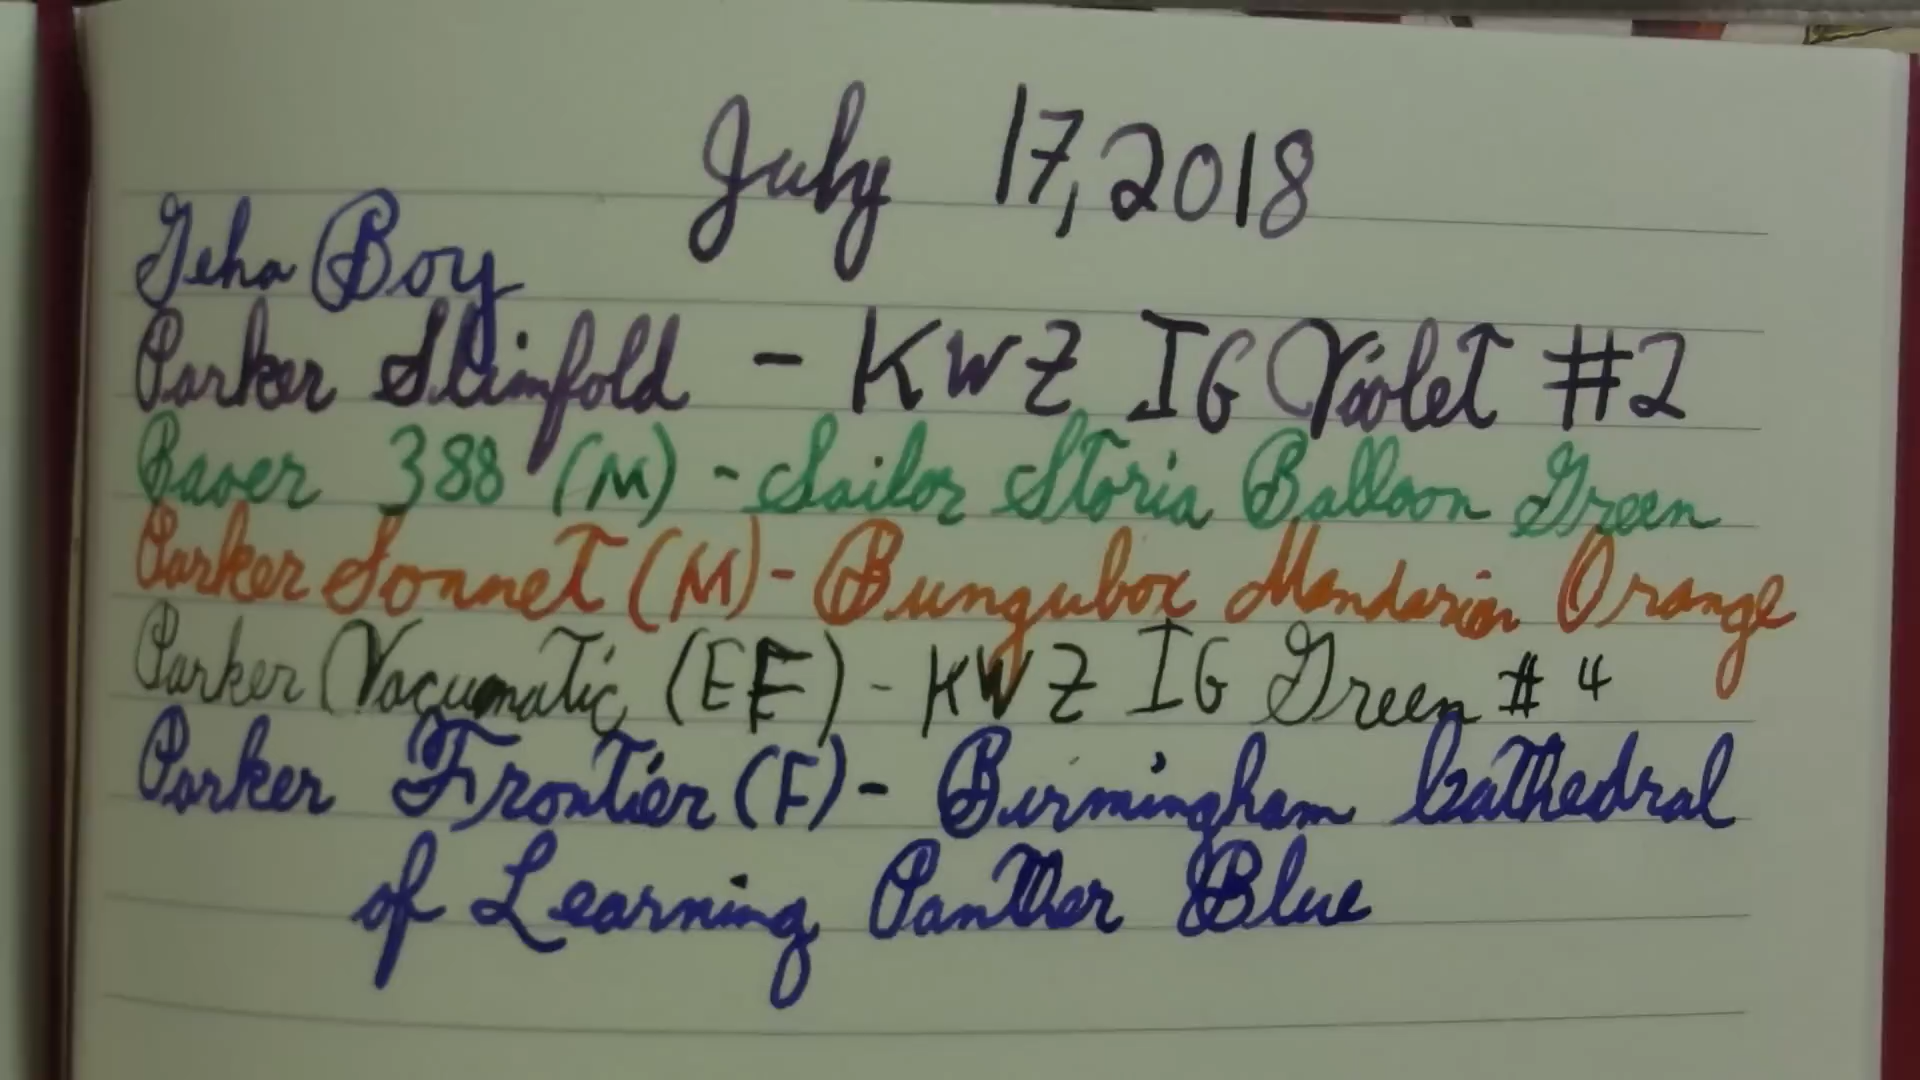 July 17, 2018
Geha Boy
Parker Slimfold - KWZ IG Violet #2
Baoer 388 (M) - Sailor Storia Balloon Green
Parker Sonnet (M) - Bungubox Mandarin Orange
Parker Vacumatic (EF) - KWZ IG Green #4
Parker Frontier (F) - Birmingham Cathedral
of Learning Panther Blue